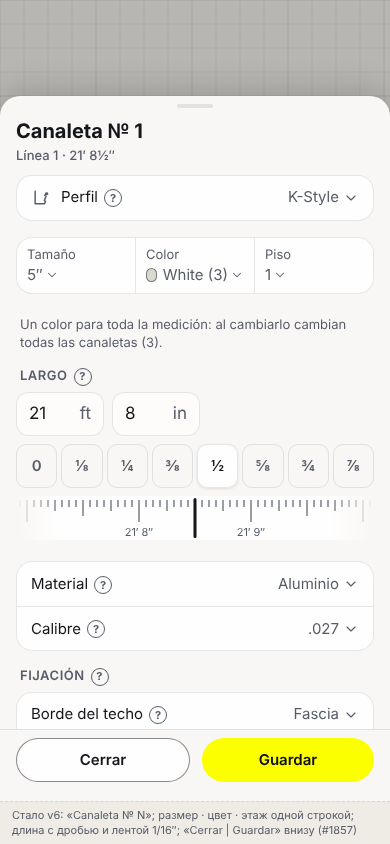 Canaleta № 1
Línea 1 · 21′ 8½″
Perfil ? K-Style
Tamaño Color Piso
5″ White (3) 1
Un color para toda la medición: al cambiarlo cambian
todas las canaletas (3).
LARGO ?
21 ft 8 in
0 ⅛ ¼ ⅜ ½ ⅝ ¾ ⅞
21′ 8″ 21′ 9″
Material ? Aluminio
Calibre ? .027
FIJACIÓN ?
Borde del techo ? Fascia
Cerrar Guardar
Стало v6: «Canaleta № N»; размер · цвет · этаж одной строкой;
длина с дробью и лентой 1/16″; «Cerrar | Guardar» внизу (#1857)